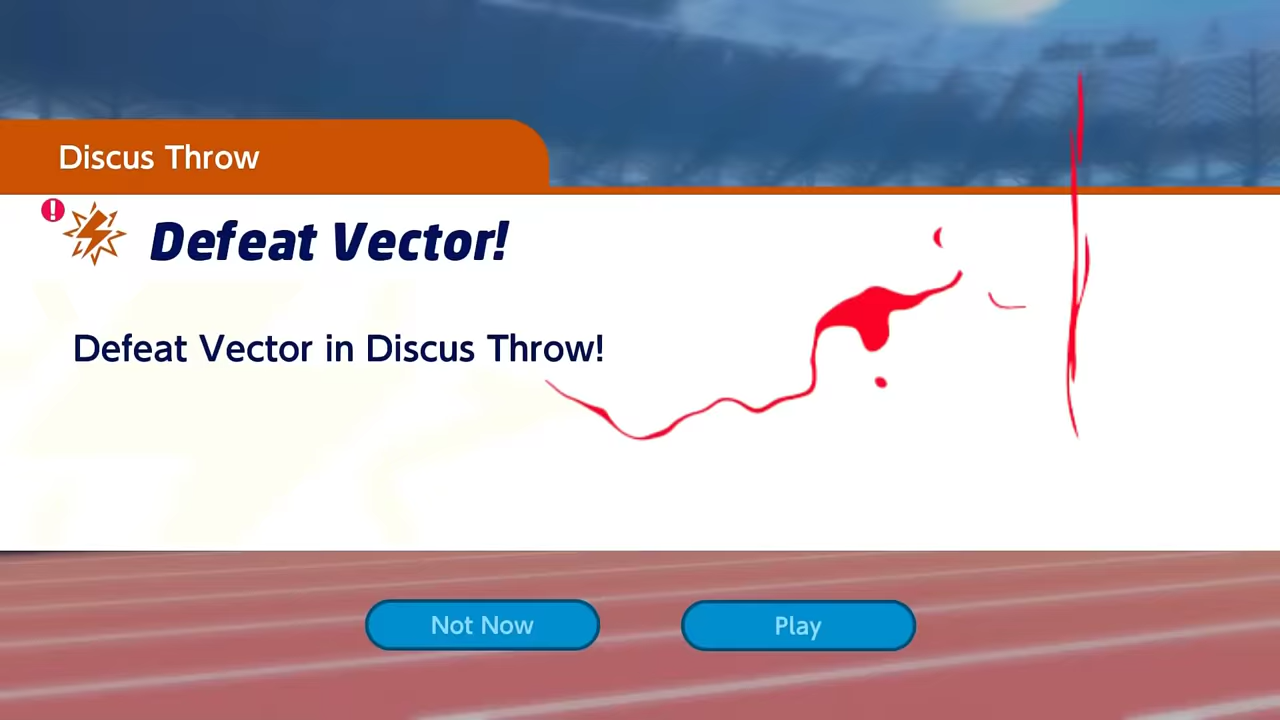 Discus Throw
!
Defeat Vector!
Defeat Vector in Discus Throw!
Not Now
Play